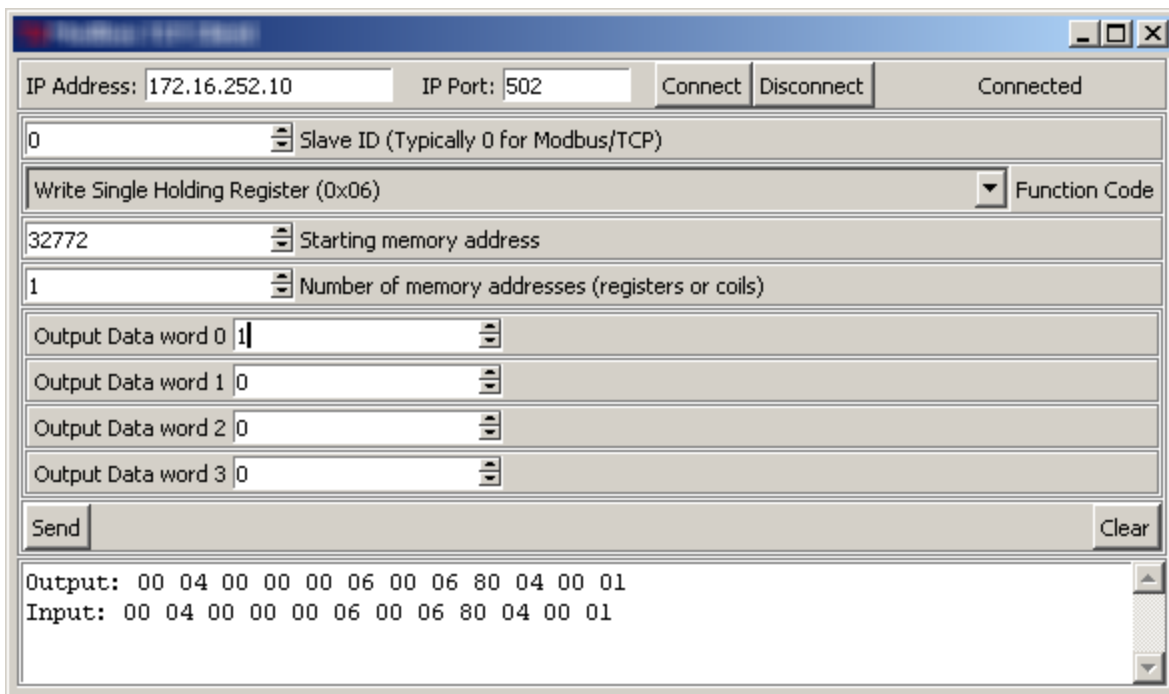 IP Address: 172.16.252.10 IP Port: 502 Connect Disconnect Connected
0 Slave ID (Typically 0 for Modbus/TCP)
Write Single Holding Register (0x06) Function Code
32772 Starting memory address
1 Number of memory addresses (registers or coils)
Output Data word 0 1
Output Data word 1 0
Output Data word 2 0
Output Data word 3 0
Send Clear
Output: 00 04 00 00 00 06 00 06 80 04 00 01
Input: 00 04 00 00 00 06 00 06 80 04 00 01